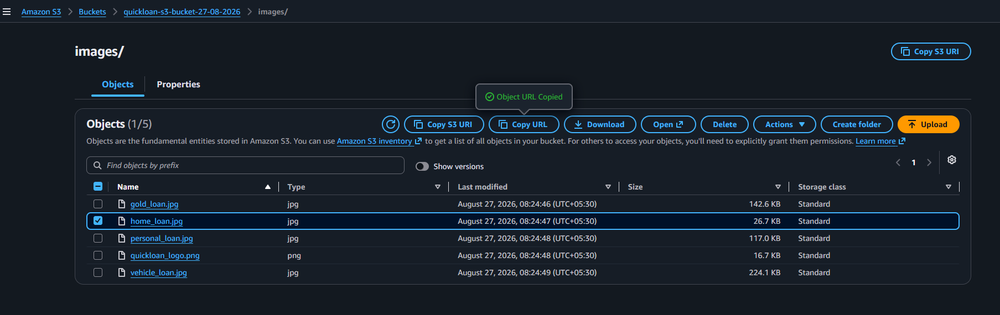 Amazon S3 > Buckets > quickloan-s3-bucket-27-08-2026 > images/
images/
Copy S3 URI
Objects
Properties
Object URL Copied
Objects (1/5)
Copy S3 URI
Copy URL
Download
Open
Delete
Actions
Create folder
Upload
Objects are the fundamental entities stored in Amazon S3. You can use Amazon S3 inventory to get a list of all objects in your bucket. For others to access your objects, you'll need to explicitly grant them permissions. Learn more
Find objects by prefix
Show versions
1
Name Type Last modified Size Storage class
gold_loan.jpg jpg August 27, 2026, 08:24:46 (UTC+05:30) 142.6 KB Standard
home_loan.jpg jpg August 27, 2026, 08:24:47 (UTC+05:30) 26.7 KB Standard
personal_loan.jpg jpg August 27, 2026, 08:24:48 (UTC+05:30) 117.0 KB Standard
quickloan_logo.png png August 27, 2026, 08:24:48 (UTC+05:30) 16.7 KB Standard
vehicle_loan.jpg jpg August 27, 2026, 08:24:49 (UTC+05:30) 224.1 KB Standard